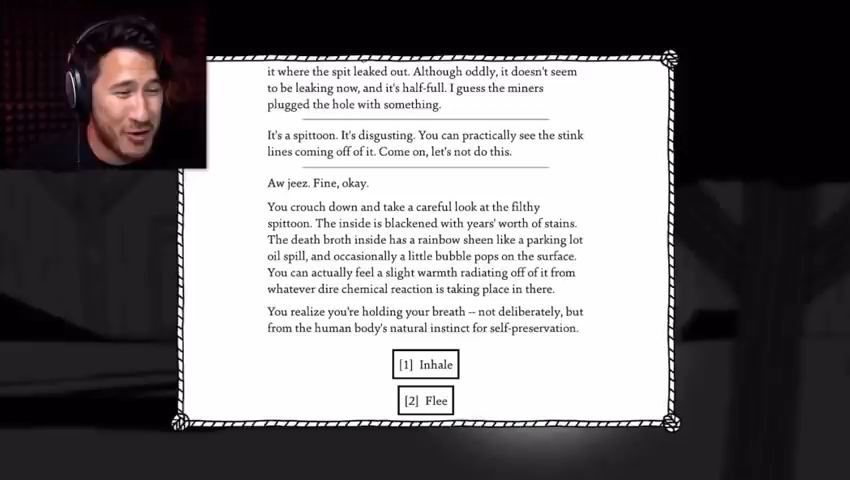 it where the spit leaked out. Although oddly, it doesn't seem
to be leaking now, and it's half-full. I guess the miners
plugged the hole with something.
It's a spittoon. It's disgusting. You can practically see the stink
lines coming off of it. Come on, let's not do this.
Aw jeez. Fine, okay.
You crouch down and take a careful look at the filthy
spittoon. The inside is blackened with years' worth of stains.
The death broth inside has a rainbow sheen like a parking lot
oil spill, and occasionally a little bubble pops on the surface.
You can actually feel a slight warmth radiating off of it from
whatever dire chemical reaction is taking place in there.
You realize you're holding your breath -- not deliberately, but
from the human body's natural instinct for self-preservation.
[1] Inhale
[2] Flee